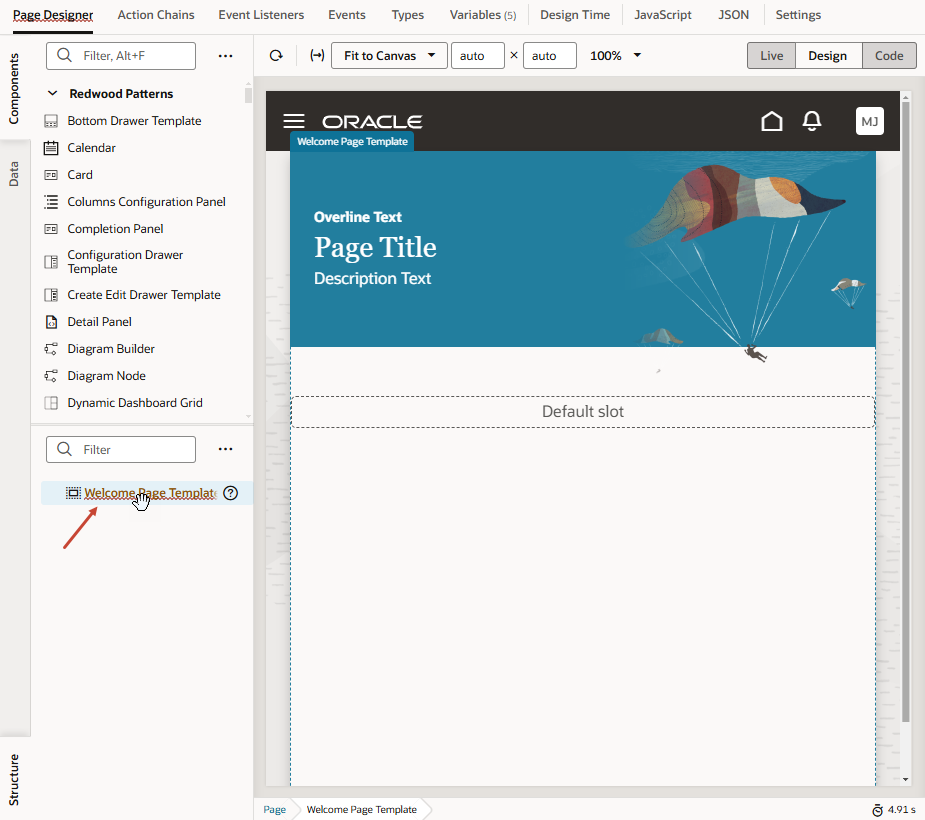 Page Designer Action Chains Event Listeners Events Types Variables (5) Design Time JavaScript JSON Settings
Components
Data
Structure
Filter, Alt+F
Fit to Canvas auto × auto 100% Live Design Code
Redwood Patterns
Bottom Drawer Template
Calendar
Card
Columns Configuration Panel
Completion Panel
Configuration Drawer
Template
Create Edit Drawer Template
Detail Panel
Diagram Builder
Diagram Node
Dynamic Dashboard Grid
Filter
Welcome Page Template
ORACLE
MJ
Welcome Page Template
Overline Text
Page Title
Description Text
Default slot
Page Welcome Page Template 4.91 s